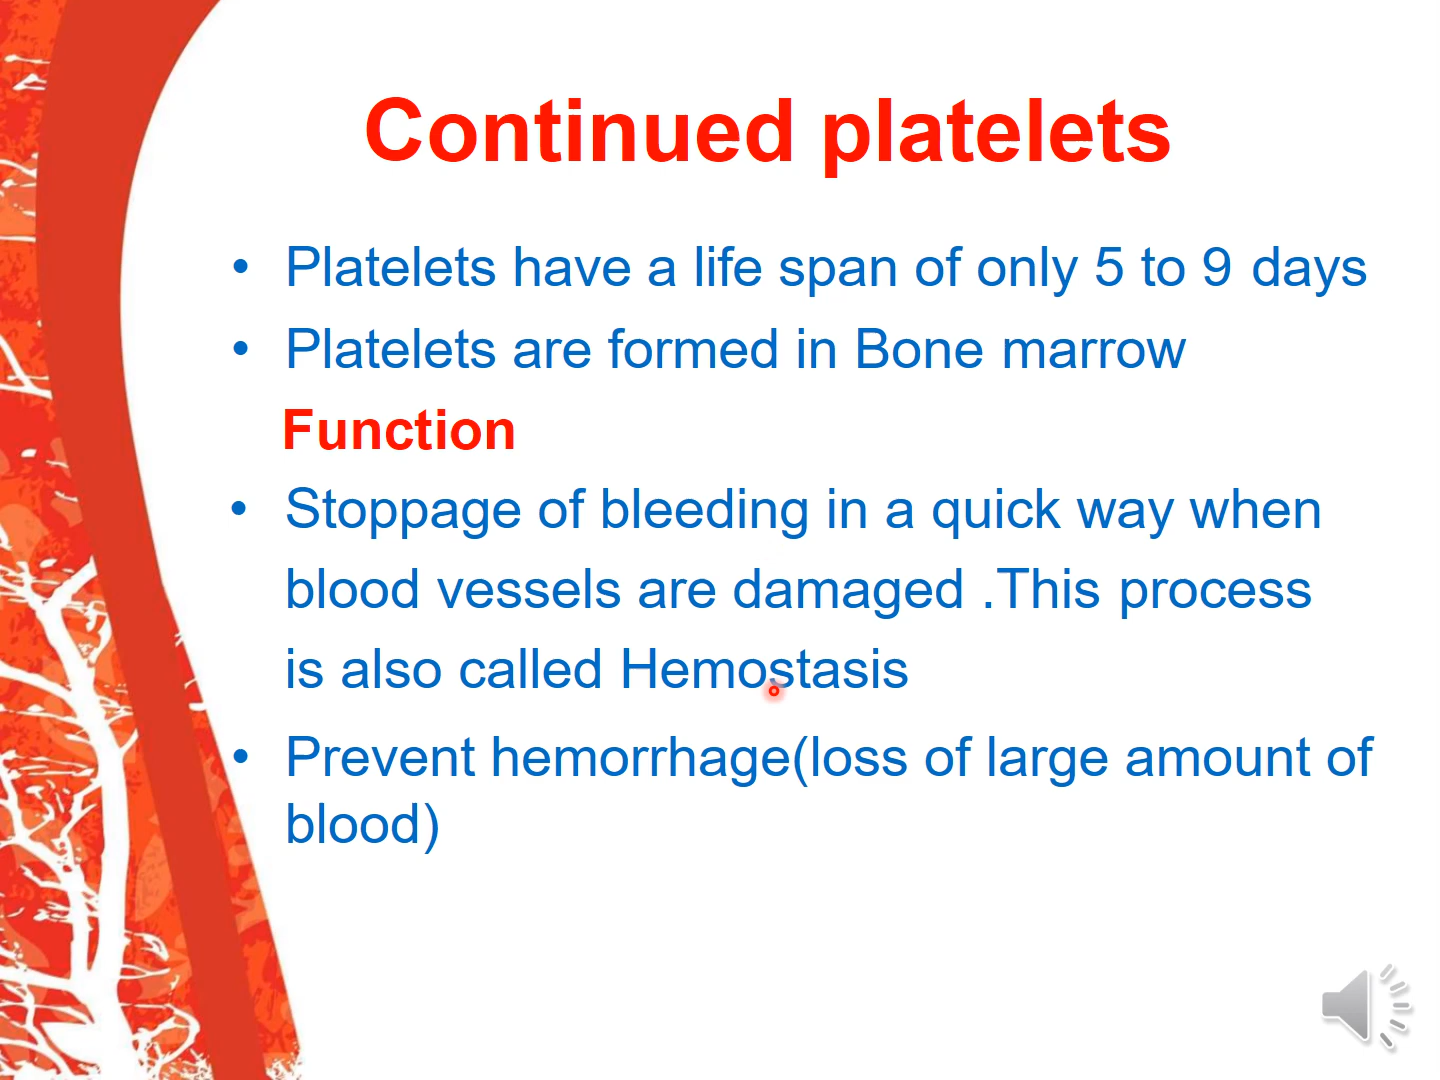 Continued platelets
• Platelets have a life span of only 5 to 9 days
• Platelets are formed in Bone marrow
Function
• Stoppage of bleeding in a quick way when
blood vessels are damaged .This process
is also called Hemostasis
• Prevent hemorrhage(loss of large amount of
blood)